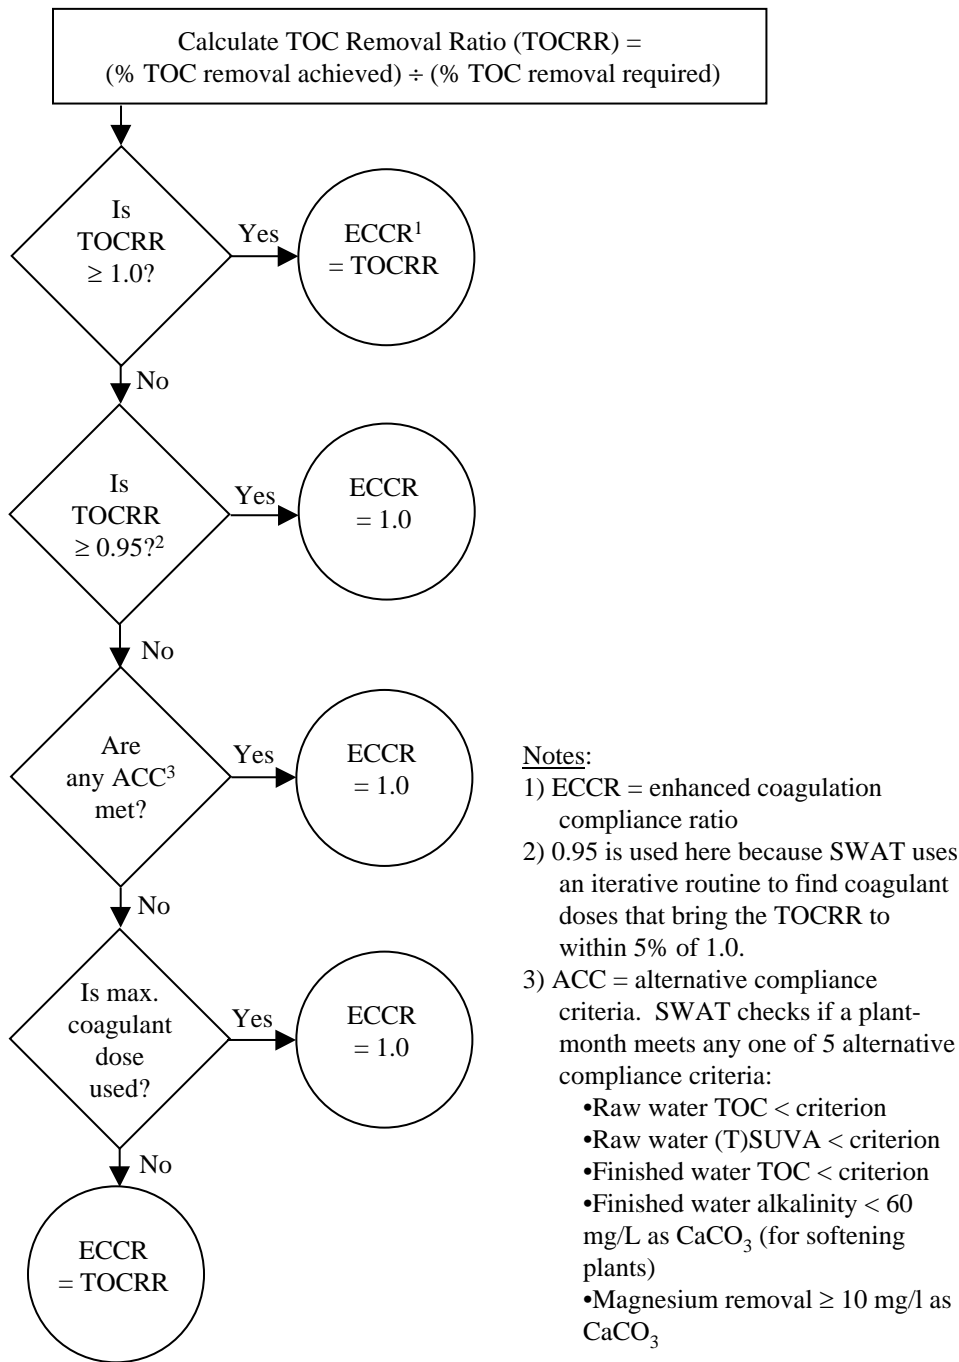 Calculate TOC Removal Ratio (TOCRR) =
(% TOC removal achieved) ÷ (% TOC removal required)
Is
TOCRR
≥ 1.0?
Yes
ECCR¹
= TOCRR
No
Is
TOCRR
≥ 0.95?²
Yes
ECCR
= 1.0
No
Are
any ACC³
met?
Yes
ECCR
= 1.0
No
Is max.
coagulant
dose
used?
Yes
ECCR
= 1.0
No
ECCR
= TOCRR
Notes:
1) ECCR = enhanced coagulation
compliance ratio
2) 0.95 is used here because SWAT uses
an iterative routine to find coagulant
doses that bring the TOCRR to
within 5% of 1.0.
3) ACC = alternative compliance
criteria.  SWAT checks if a plant-
month meets any one of 5 alternative
compliance criteria:
•Raw water TOC < criterion
•Raw water (T)SUVA < criterion
•Finished water TOC < criterion
•Finished water alkalinity < 60
mg/L as CaCO₃ (for softening
plants)
•Magnesium removal ≥ 10 mg/l as
CaCO₃